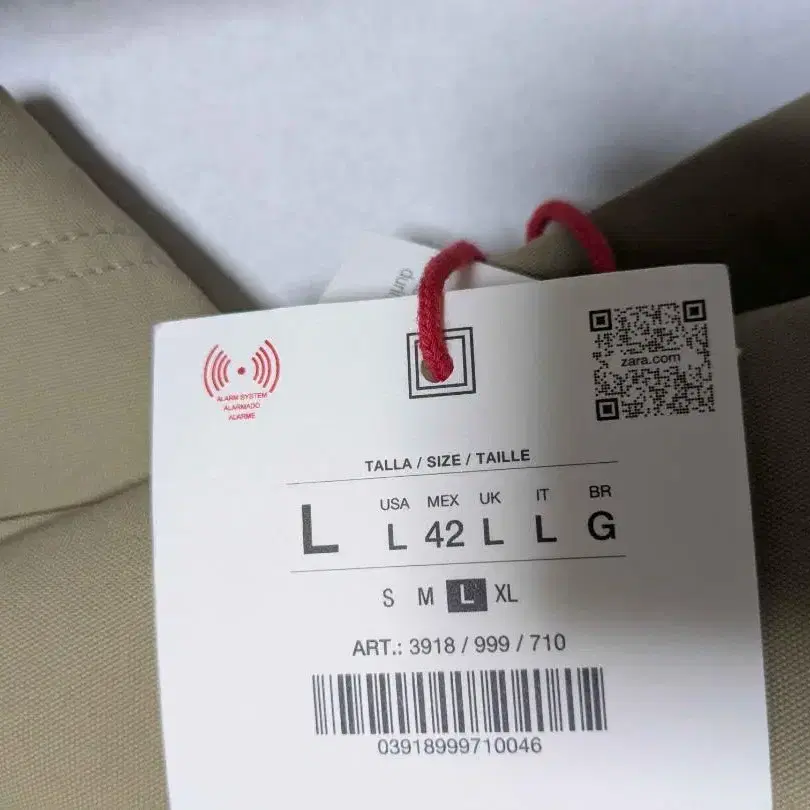 ALARM SYSTEM
ALARMADO
ALARME
zara.com
TALLA / SIZE / TAILLE
L USA MEX UK IT BR
L 42 L L G
S M L XL
ART.: 3918 / 999 / 710
03918999710046